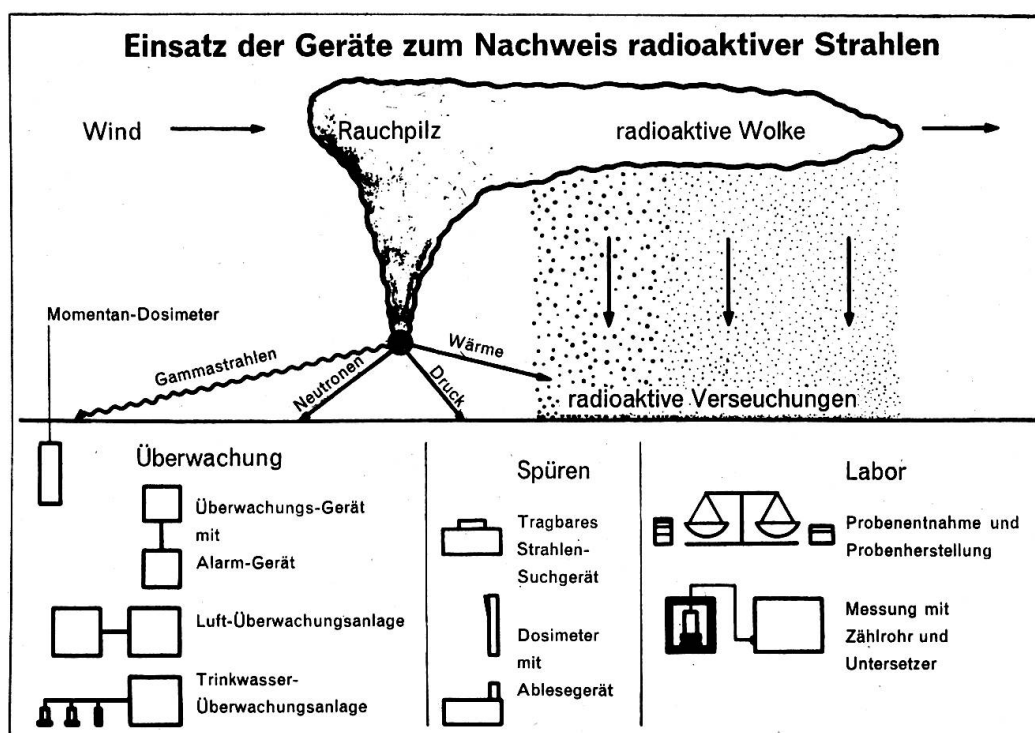 Einsatz der Geräte zum Nachweis radioaktiver Strahlen
Wind
Rauchpilz
radioaktive Wolke
Momentan-Dosimeter
Gammastrahlen
Neutronen
Druck
Wärme
radioaktive Verseuchungen
Überwachung
Überwachungs-Gerät
mit
Alarm-Gerät
Luft-Überwachungsanlage
Trinkwasser-
Überwachungsanlage
Spüren
Tragbares
Strahlen-
Suchgerät
Dosimeter
mit
Ablesegerät
Labor
Probenentnahme und
Probenherstellung
Messung mit
Zählrohr und
Untersetzer